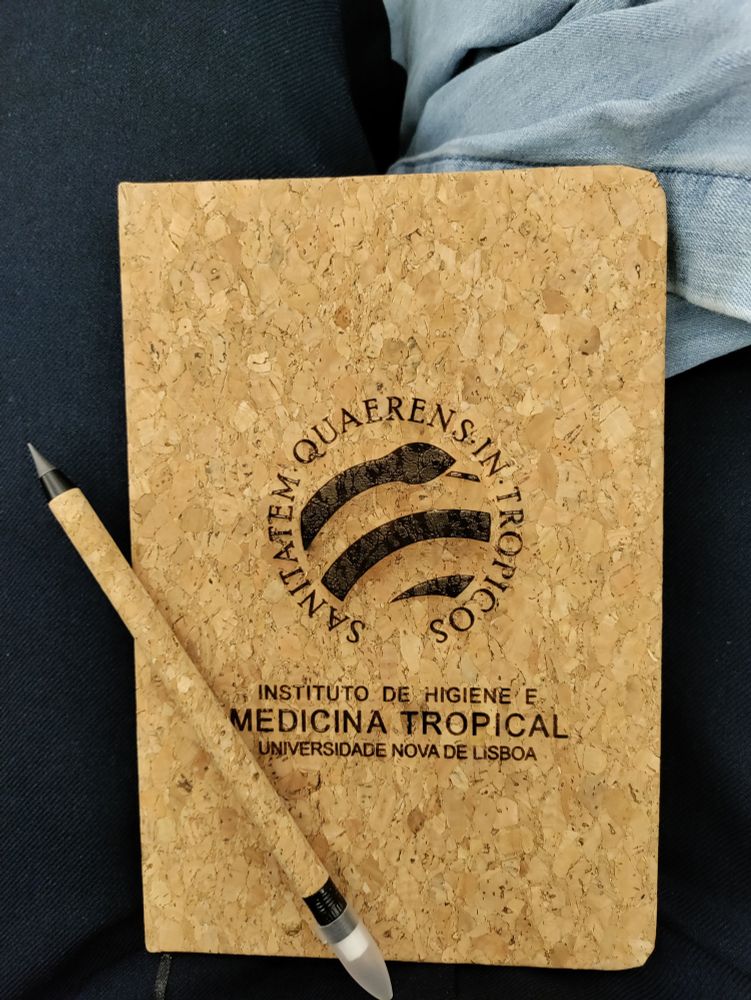 SANITATEM · QUAERENS · IN · TROPICOS
INSTITUTO DE HIGIENE E
MEDICINA TROPICAL
UNIVERSIDADE NOVA DE LISBOA